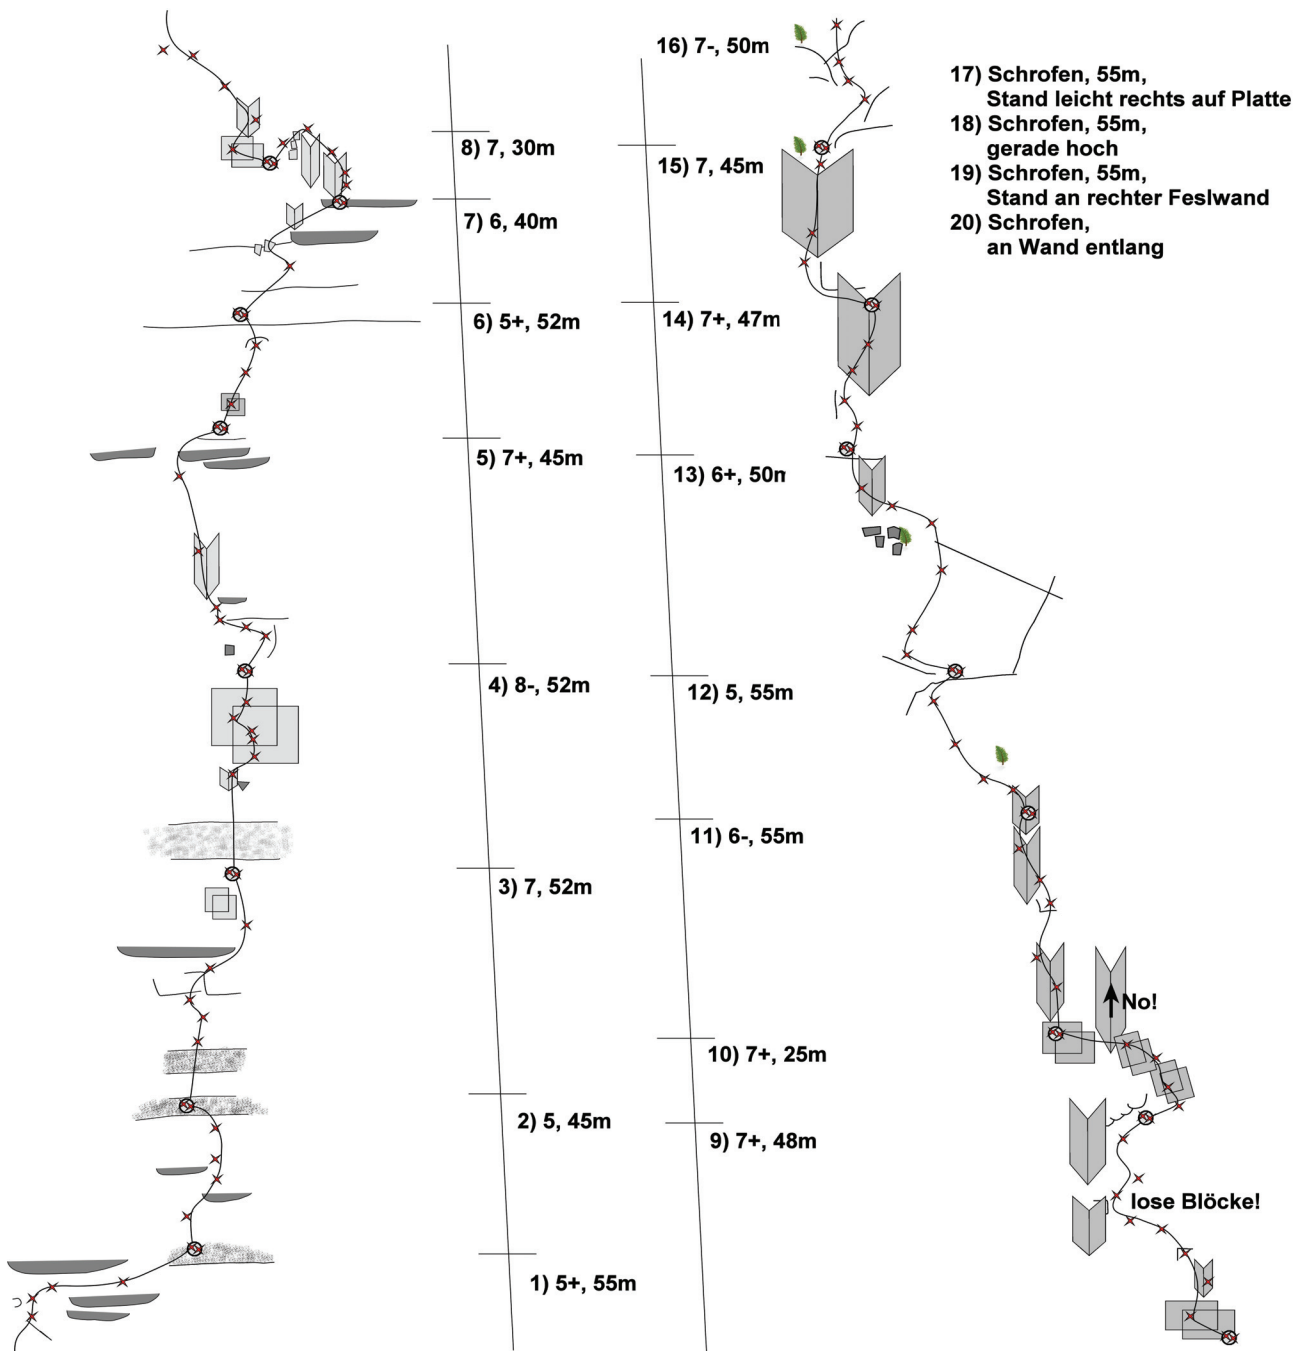 8) 7, 30m
7) 6, 40m
6) 5+, 52m
5) 7+, 45m
4) 8-, 52m
3) 7, 52m
2) 5, 45m
1) 5+, 55m
16) 7-, 50m
15) 7, 45m
14) 7+, 47m
13) 6+, 50m
12) 5, 55m
11) 6-, 55m
10) 7+, 25m
9) 7+, 48m
17) Schrofen, 55m,
Stand leicht rechts auf Platte
18) Schrofen, 55m,
gerade hoch
19) Schrofen, 55m,
Stand an rechter Feslwand
20) Schrofen,
an Wand entlang
No!
lose Blöcke!